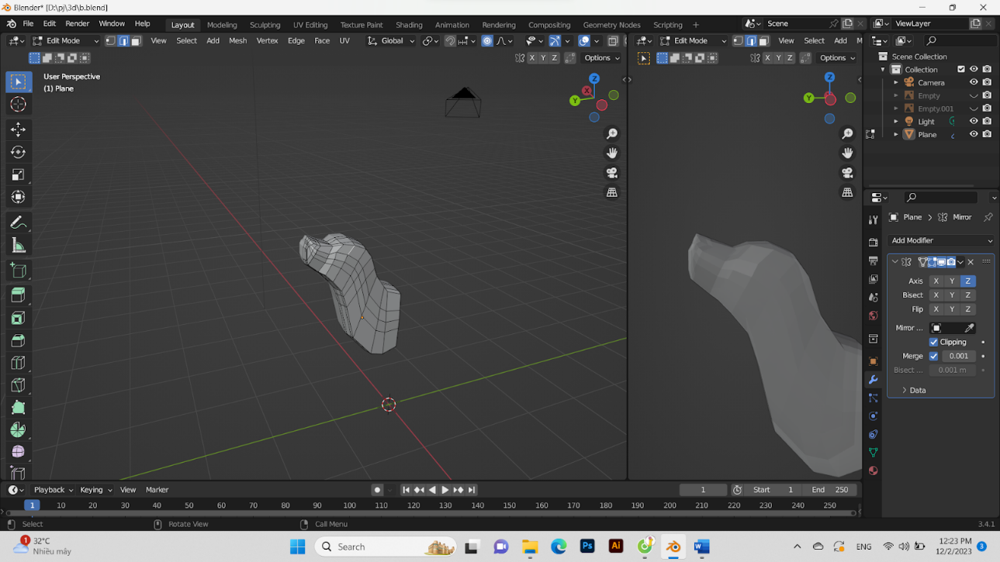 Blender* [D:\pj\3d\b.blend]
File Edit Render Window Help Layout Modeling Sculpting UV Editing Texture Paint Shading Animation Rendering Compositing Geometry Nodes Scripting + Scene ViewLayer
Edit Mode View Select Add Mesh Vertex Edge Face UV Global Edit Mode View Select Add M
X Y Z Options X Y Z Options
User Perspective
(1) Plane
Z X Y
Z Y
Scene Collection
Collection
Camera
Empty
Empty.001
Light
Plane
Plane > Mirror
Add Modifier
Axis X Y Z
Bisect X Y Z
Flip X Y Z
Mirror ...
Clipping
Merge 0.001
Bisect ... 0.001 m
Data
Playback Keying View Marker 1 Start 1 End 250
1 10 20 30 40 50 60 70 80 90 100 110 120 130 140 150 160 170 180 190 200 210 220 230 240 250
Select Rotate View Call Menu 3.4.1
1 32°C
Nhiều mây
Search
Ps Ai W
ENG
12:23 PM
12/2/2023
3